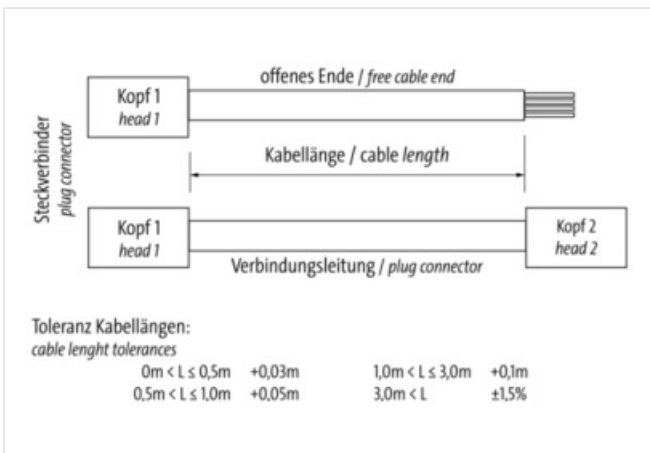 offenes Ende / free cable end
Kopf 1
head 1
Kabellänge / cable length
Steckverbinder
plug connector
Kopf 1
head 1
Kopf 2
head 2
Verbindungsleitung / plug connector
Toleranz Kabellängen:
cable lenght tolerances
0m < L ≤ 0,5m +0,03m 1,0m < L ≤ 3,0m +0,1m
0,5m < L ≤ 1,0m +0,05m 3,0m < L ±1,5%